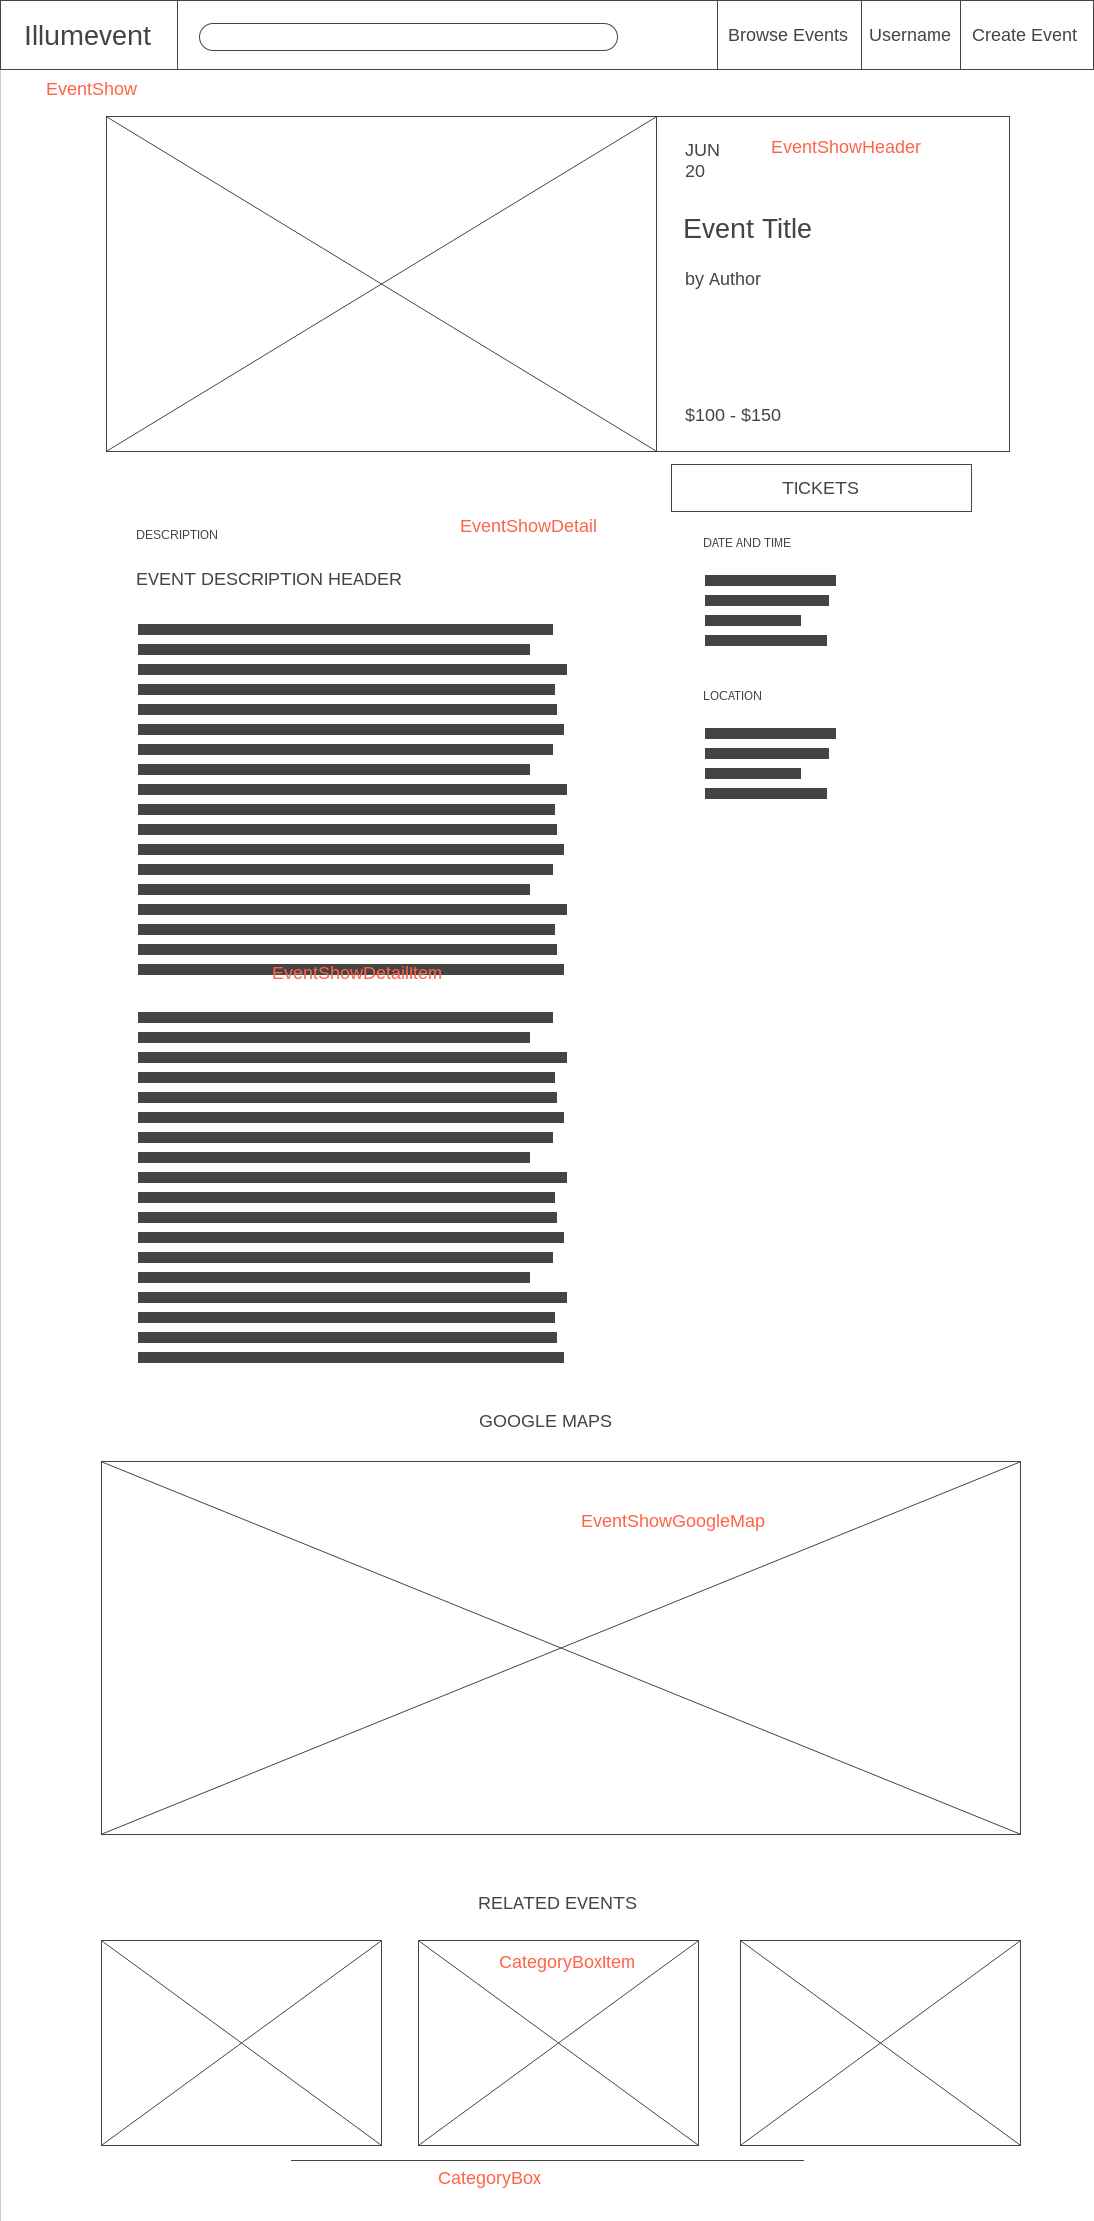 Illumevent
Browse Events
Username
Create Event
EventShow
JUN
20
EventShowHeader
Event Title
by Author
$100 - $150
TICKETS
EventShowDetail
DESCRIPTION
DATE AND TIME
EVENT DESCRIPTION HEADER
LOCATION
EventShowDetailItem
GOOGLE MAPS
EventShowGoogleMap
RELATED EVENTS
CategoryBoxItem
CategoryBox